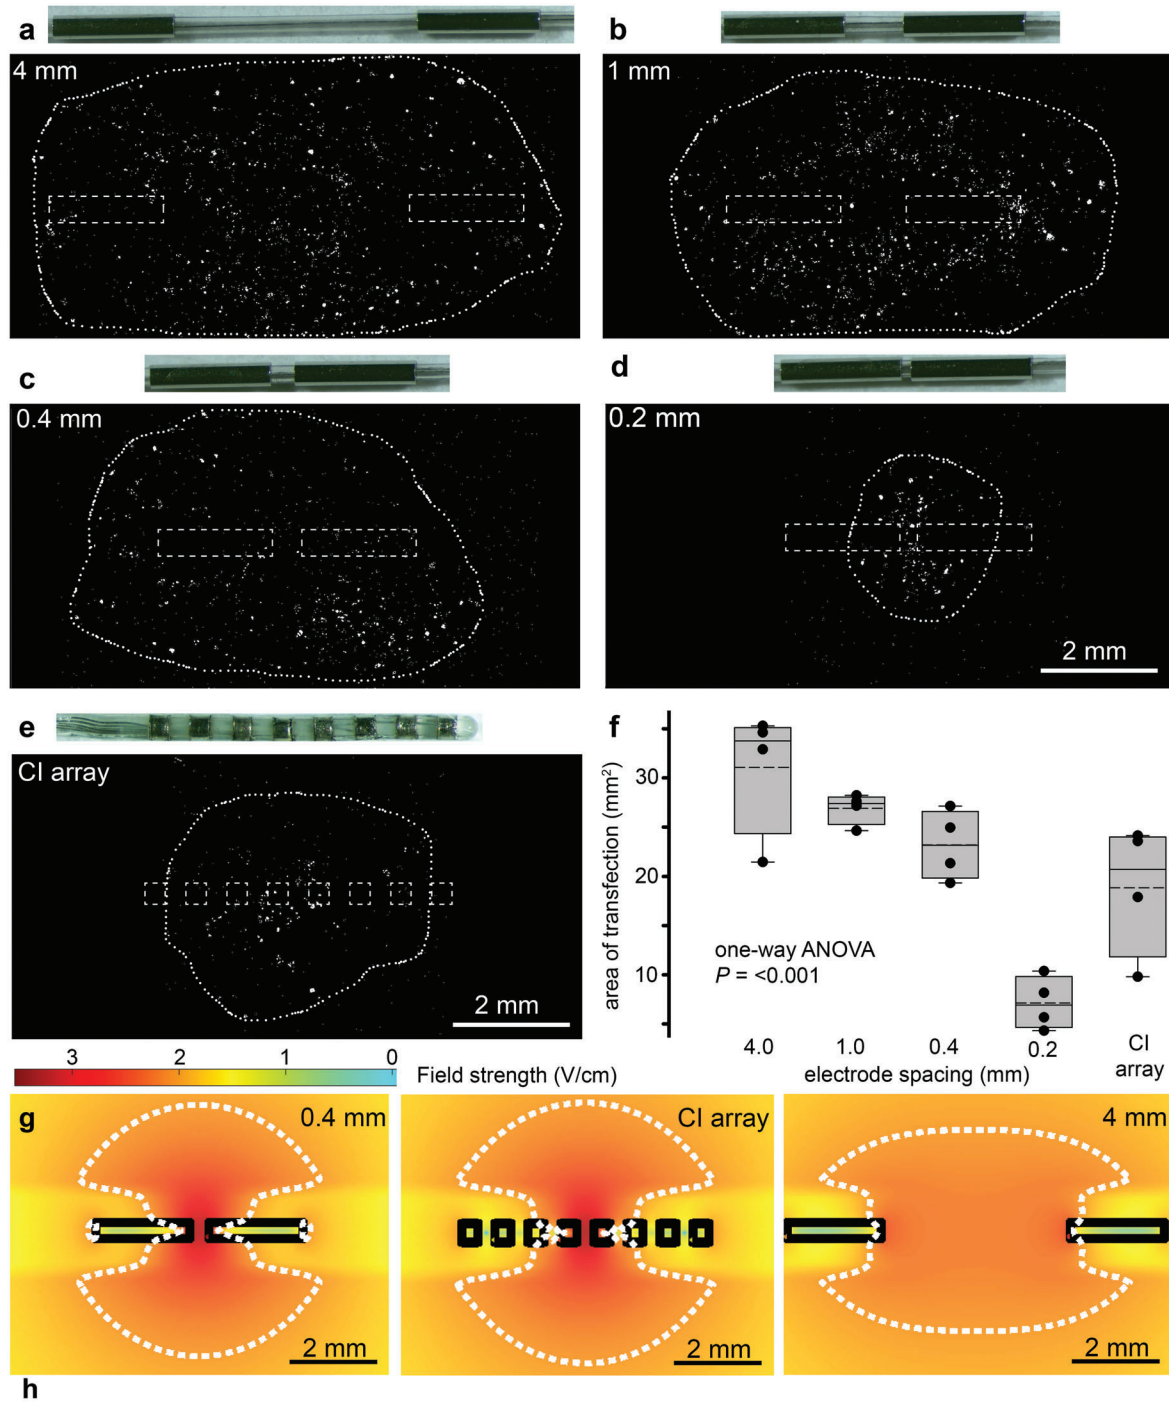 a
b
4 mm
1 mm
c
d
0.4 mm
0.2 mm
2 mm
e
f
CI array
2 mm
area of transfection (mm²)
30
20
10
one-way ANOVA
P = <0.001
4.0
1.0
0.4
0.2
CI
array
electrode spacing (mm)
3
2
1
0
Field strength (V/cm)
g
0.4 mm
CI array
4 mm
2 mm
2 mm
2 mm
h